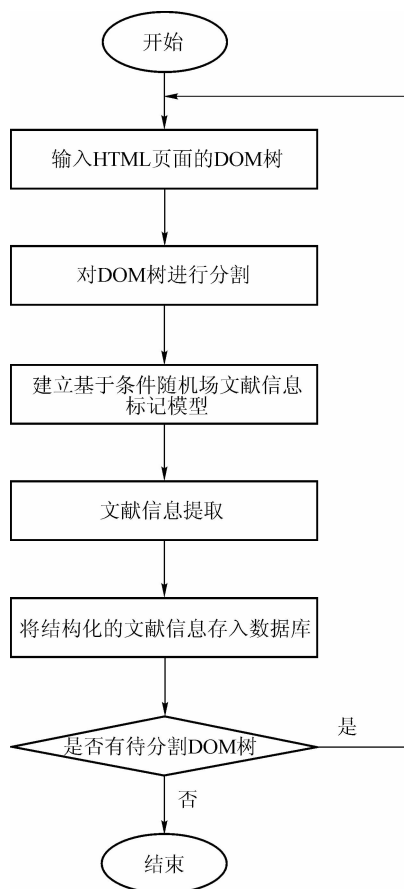 开始
输入HTML页面的DOM树
对DOM树进行分割
建立基于条件随机场文献信息
标记模型
文献信息提取
将结构化的文献信息存入数据库
是否有待分割DOM树
是
否
结束